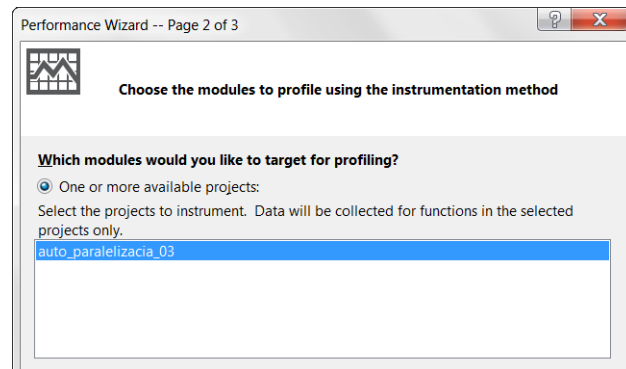 Performance Wizard -- Page 2 of 3
Choose the modules to profile using the instrumentation method
Which modules would you like to target for profiling?
One or more available projects:
Select the projects to instrument.  Data will be collected for functions in the selected
projects only.
auto_paralelizacia_03